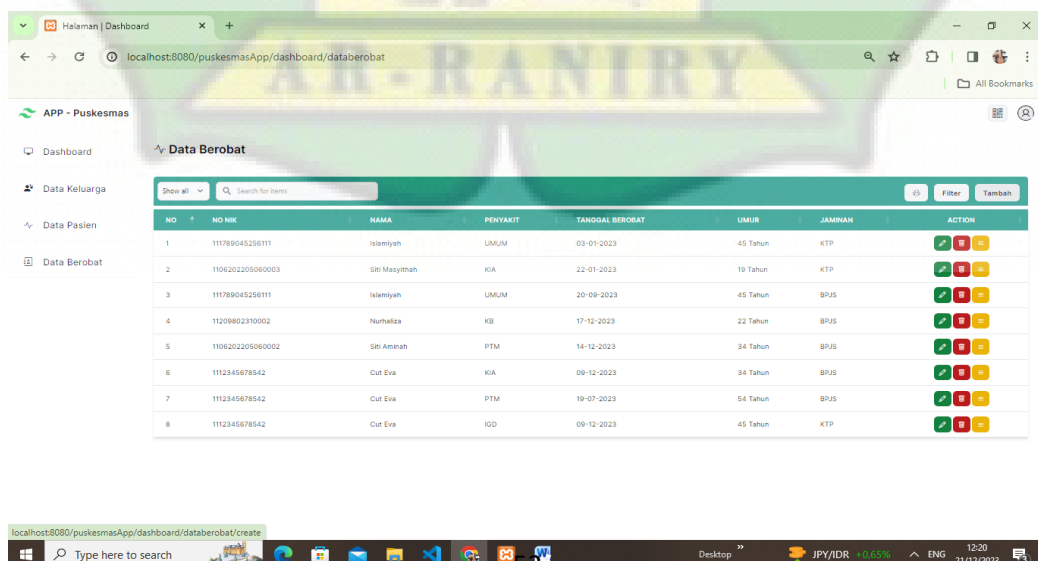 Halaman | Dashboard
localhost:8080/puskesmasApp/dashboard/databerobat
All Bookmarks
AR-RANIRY
APP - Puskesmas
Dashboard
Data Berobat
Data Keluarga
Show all
Search for items
Filter
Tambah
NO NO NIK NAMA PENYAKIT TANGGAL BEROBAT UMUR JAMINAN ACTION
Data Pasien
1 111789045256111 Islamiyah UMUM 03-01-2023 45 Tahun KTP
Data Berobat
2 1106202205060003 Siti Masyithah KIA 22-01-2023 19 Tahun KTP
3 111789045256111 Islamiyah UMUM 20-09-2023 45 Tahun BPJS
4 11209802310002 Nurhaliza KB 17-12-2023 22 Tahun BPJS
5 1106202205060002 Siti Aminah PTM 14-12-2023 34 Tahun BPJS
6 1112345678542 Cut Eva KIA 09-12-2023 34 Tahun BPJS
7 1112345678542 Cut Eva PTM 19-07-2023 54 Tahun BPJS
8 1112345678542 Cut Eva IGD 09-12-2023 45 Tahun KTP
localhost:8080/puskesmasApp/dashboard/databerobat/create
Type here to search
Desktop
JPY/IDR +0,65%
ENG
12:20
21/12/2023